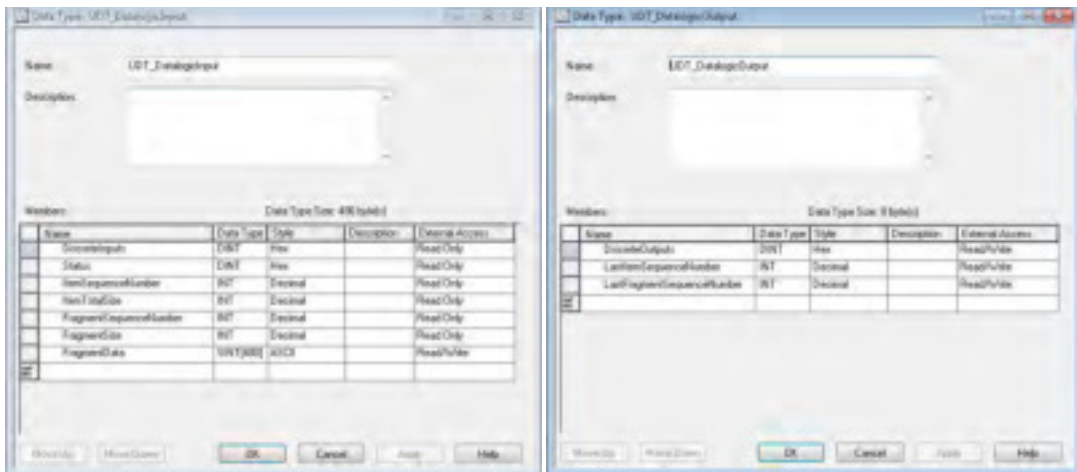 Data Type: UDT_DatalogicInput
Name: UDT_DatalogicInput
Description:
Members: Data Type Size: byte(s)
Name Data Type Style Description External Access
DiscreteInputs DINT Hex Read Only
Status DINT Hex Read Only
ItemSequenceNumber INT Decimal Read Only
ItemTotalSize INT Decimal Read Only
FragmentSequenceNumber INT Decimal Read Only
FragmentSize INT Decimal Read Only
FragmentData ASCII Read/Write
Move Up Move Down OK Cancel Apply Help
Data Type: UDT_DatalogicOutput
Name: UDT_DatalogicOutput
Description:
Members: Data Type Size: 8 byte(s)
Name Data Type Style Description External Access
DiscreteOutputs DINT Hex Read/Write
LastItemSequenceNumber INT Decimal Read/Write
LastFragmentSequenceNumber INT Decimal Read/Write
Move Up Move Down OK Cancel Apply Help